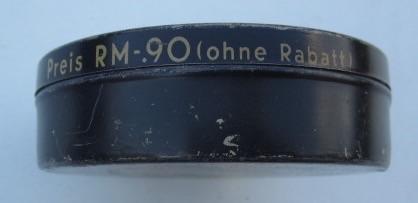 Preis RM-.90 (ohne Rabatt)